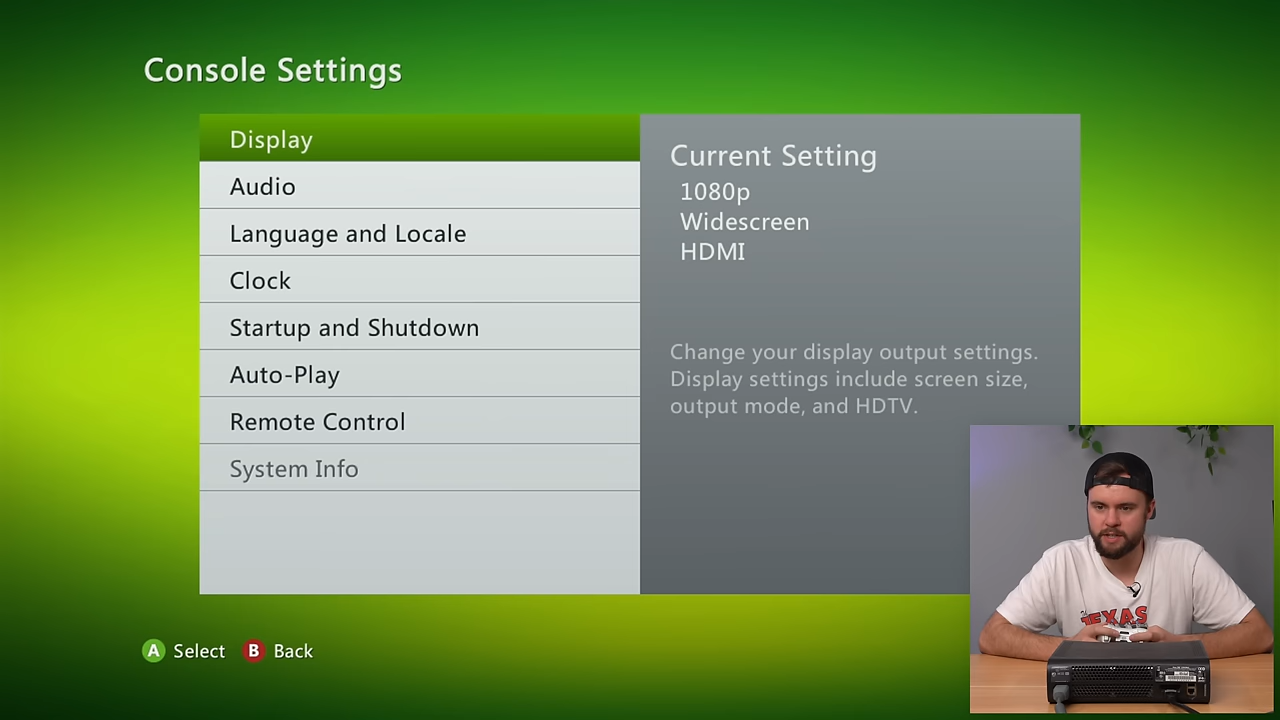 Console Settings
Display
Audio
Language and Locale
Clock
Startup and Shutdown
Auto-Play
Remote Control
System Info
Current Setting
1080p
Widescreen
HDMI
Change your display output settings.
Display settings include screen size,
output mode, and HDTV.
A Select B Back
TEXAS